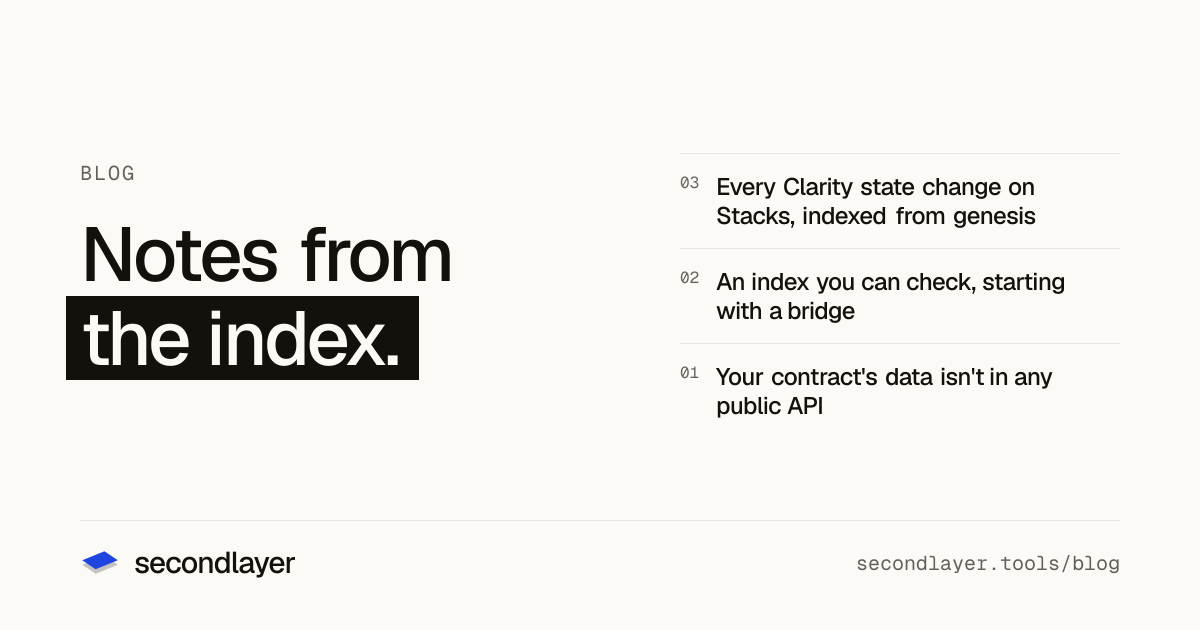 BLOG
Notes from
the index.
03
Every Clarity state change on
Stacks, indexed from genesis
02
An index you can check, starting
with a bridge
01
Your contract's data isn't in any
public API
secondlayer
secondlayer.tools/blog